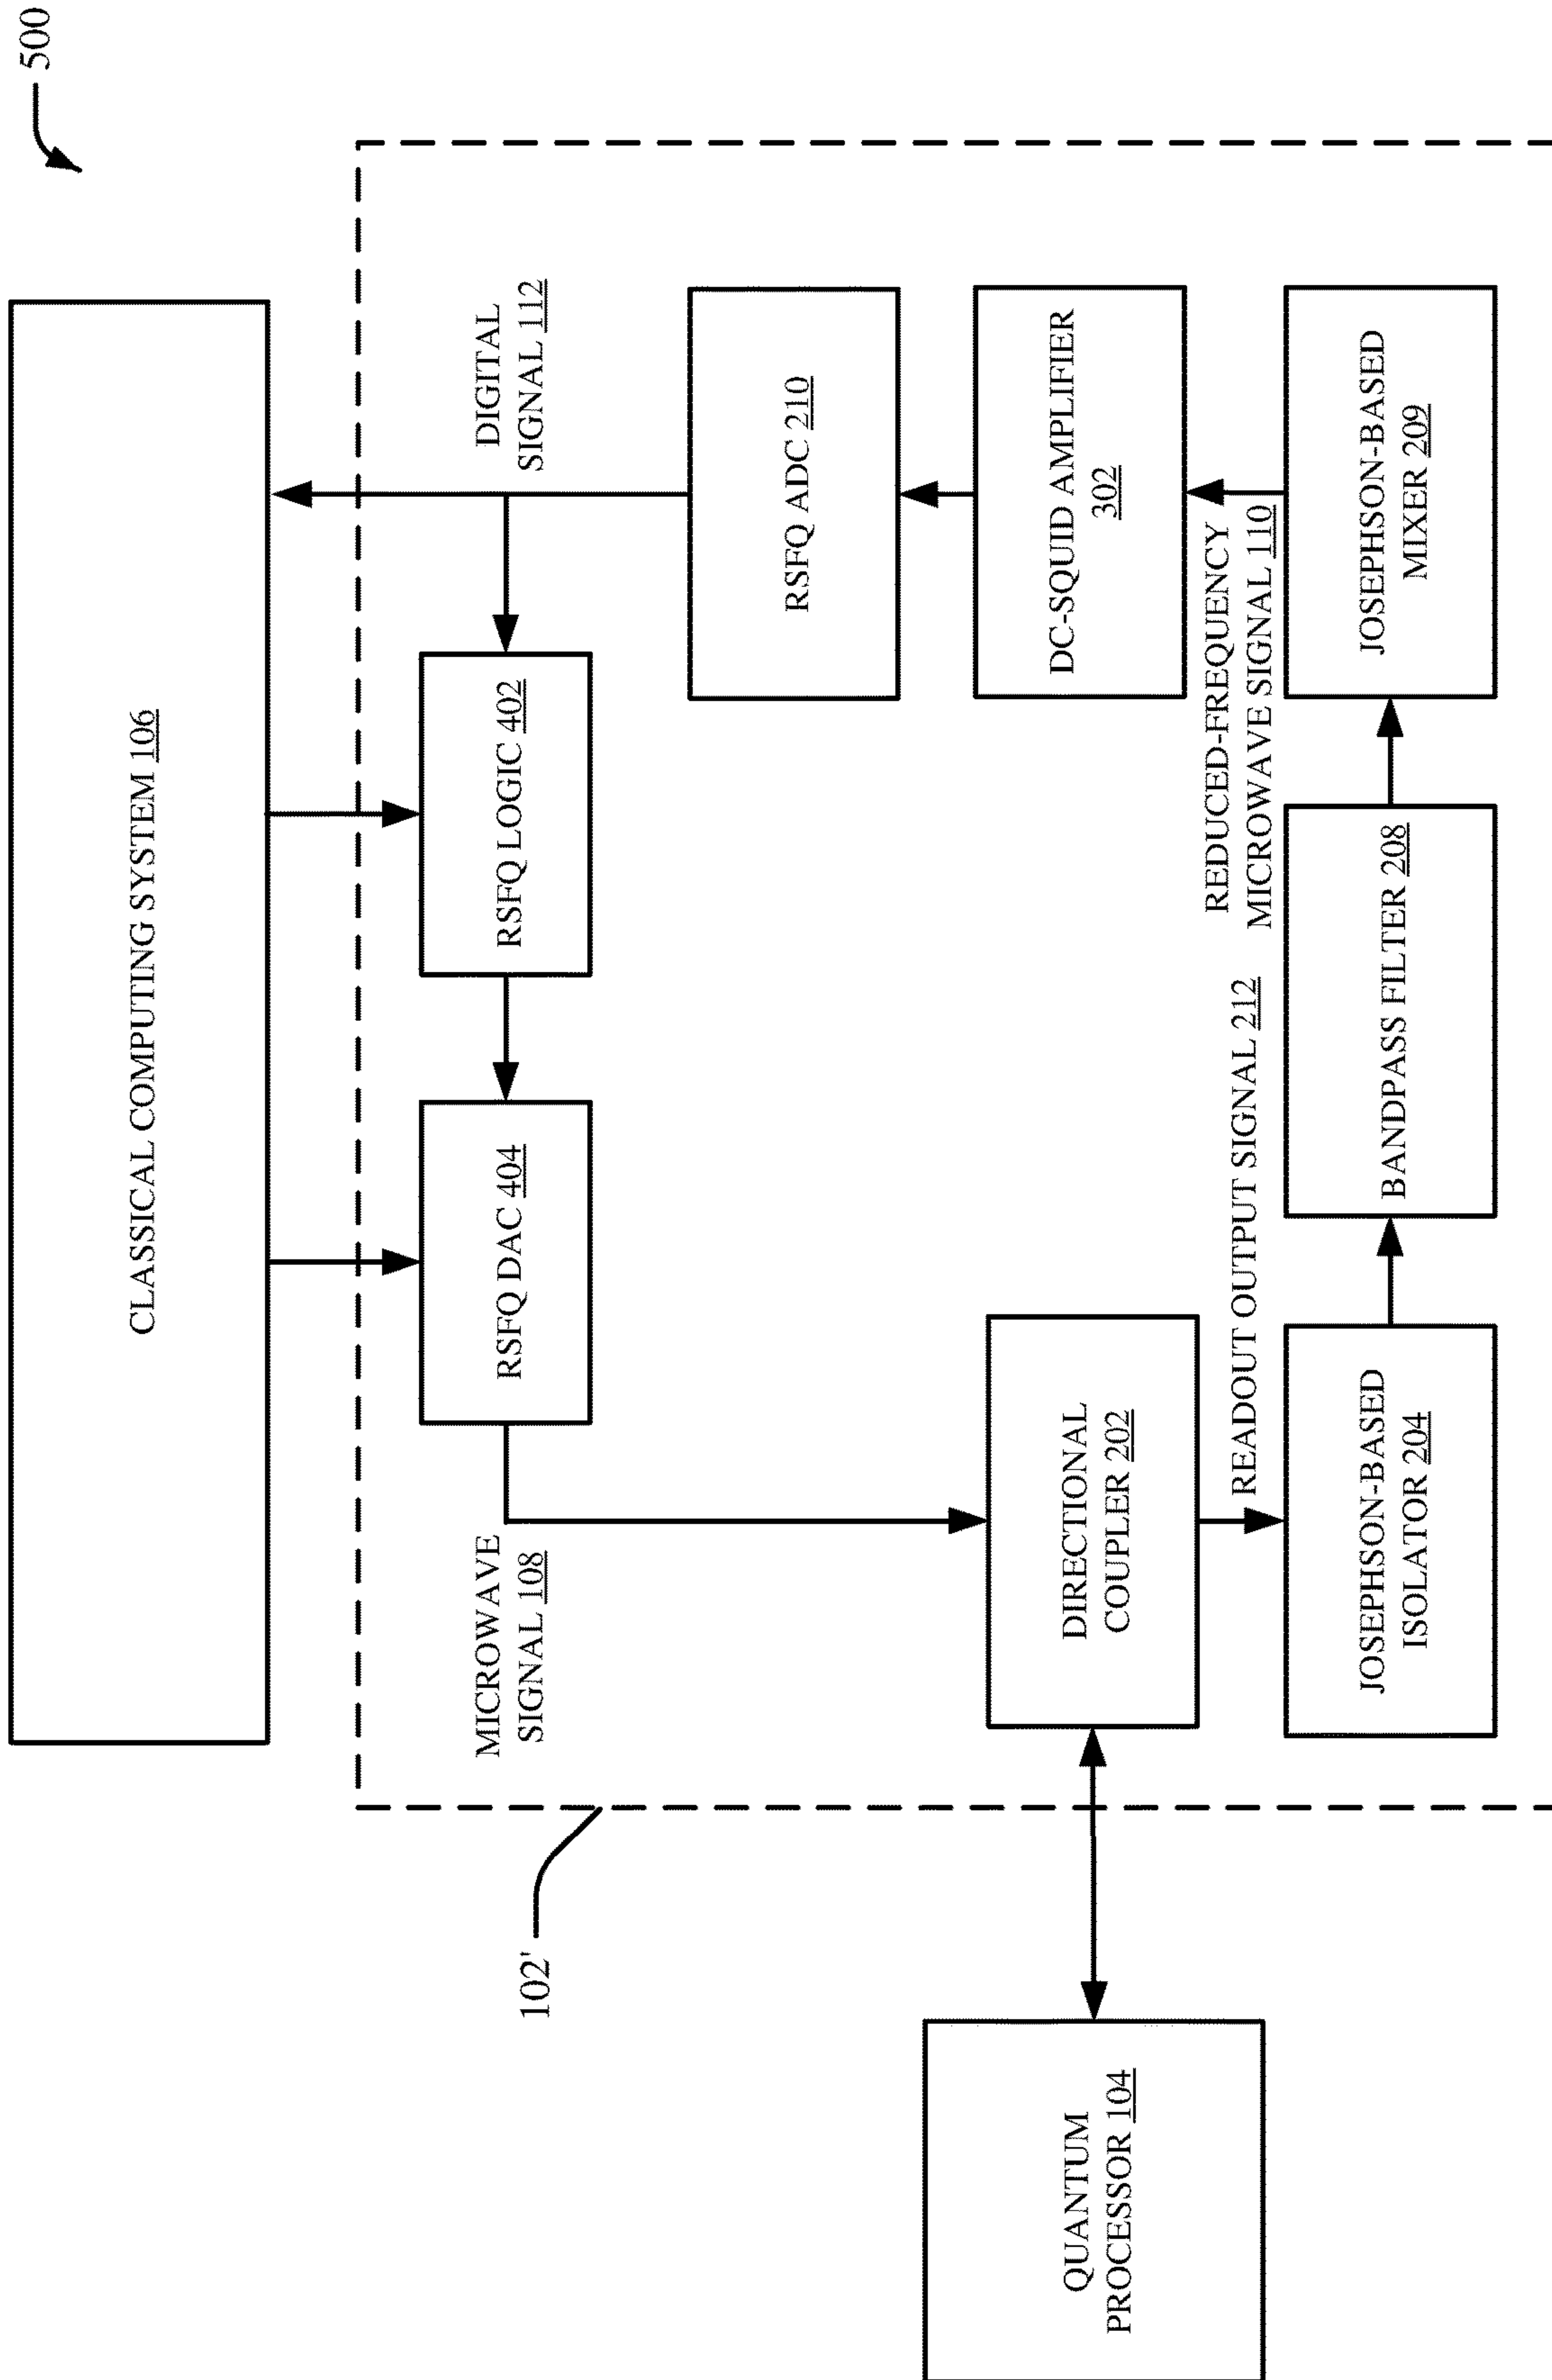 500
CLASSICAL COMPUTING SYSTEM 106
102'
MICROWAVE
SIGNAL 108
RSFQ DAC 404
RSFQ LOGIC 402
DIGITAL
SIGNAL 112
RSFQ ADC 210
DC-SQUID AMPLIFIER
302
REDUCED-FREQUENCY
MICROWAVE SIGNAL 110
QUANTUM
PROCESSOR 104
DIRECTIONAL
COUPLER 202
READOUT OUTPUT SIGNAL 212
JOSEPHSON-BASED
ISOLATOR 204
BANDPASS FILTER 208
JOSEPHSON-BASED
MIXER 209